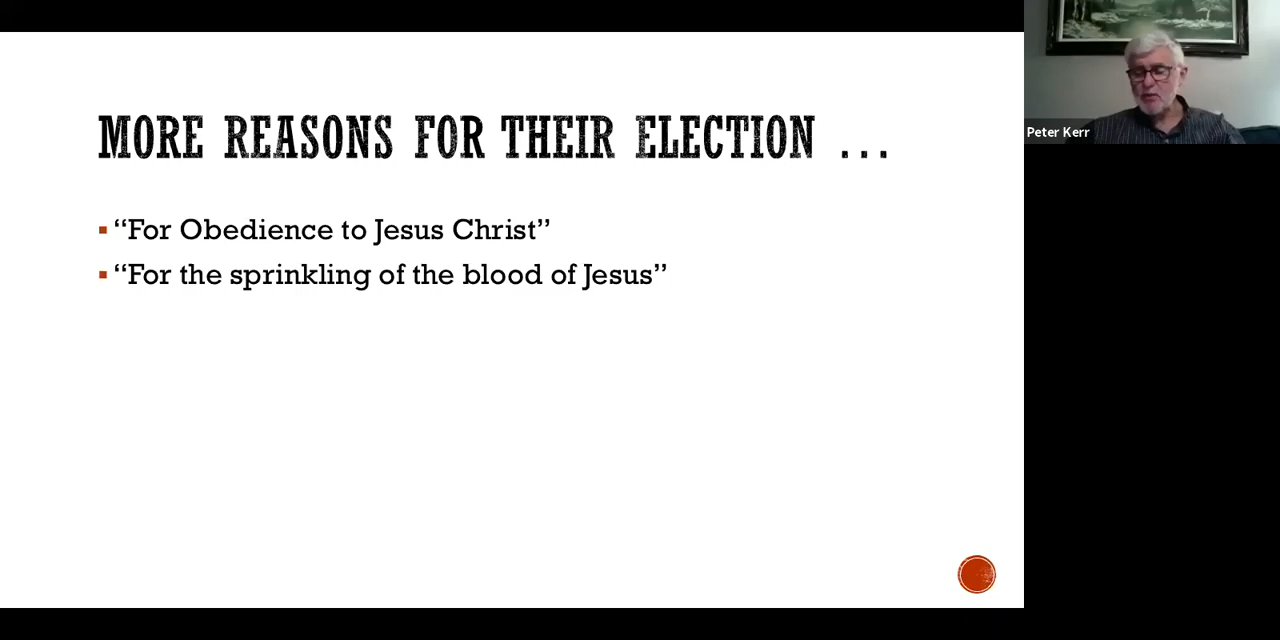 MORE REASONS FOR THEIR ELECTION ...
▪ “For Obedience to Jesus Christ”
▪ “For the sprinkling of the blood of Jesus”
Peter Kerr